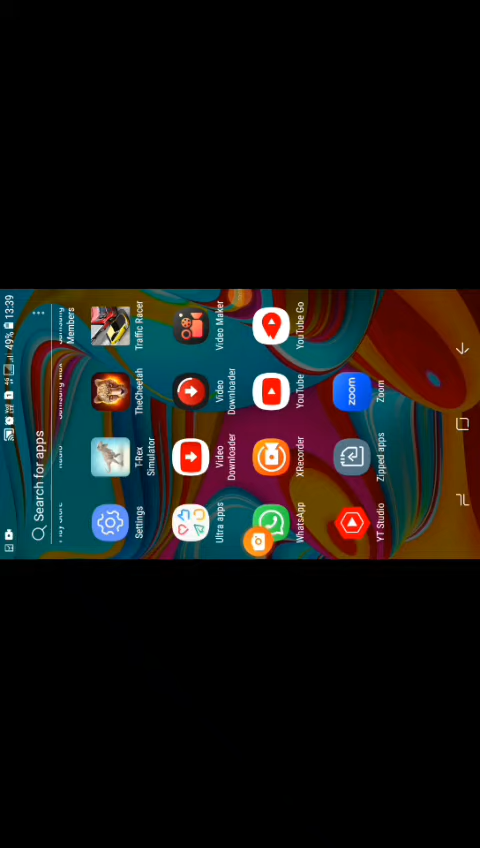 49% 13:39
Search for apps
Members
Settings
T-Rex
Simulator
TheCheetah
Traffic Racer
Ultra apps
Video
Downloader
Video
Downloader
Video Maker
WhatsApp
XRecorder
YouTube
YouTube Go
YT Studio
Zipped apps
zoom
Zoom